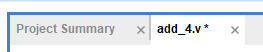 Project Summary × add_4.v * ×